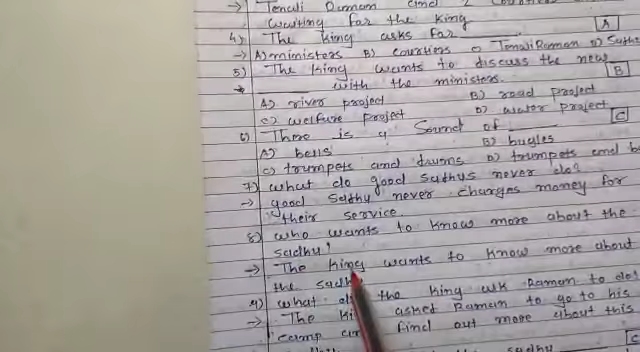 → Tenali Raman and 2
waiting for the king
4) The king asks for ______ [A]
→ A) ministers B) courtiers C) Tenali Raman D)
5) The king wants to discuss the new
______ with the ministers. [B]
A) river project B) road project
C) welfare project D) water project
6) There is a sound of ______ [C]
A) bells B) bugles
C) trumpets and drums D) trumpets and
7) what do good sadhus never do?
→ good sadhu never charges money for
their service.
8) who wants to know more about the
sadhu?
→ The king wants to know more about
the
9) what the king ask Raman to do?
→ The asked Raman to go to his
camp find out more about this
sadhu [C]